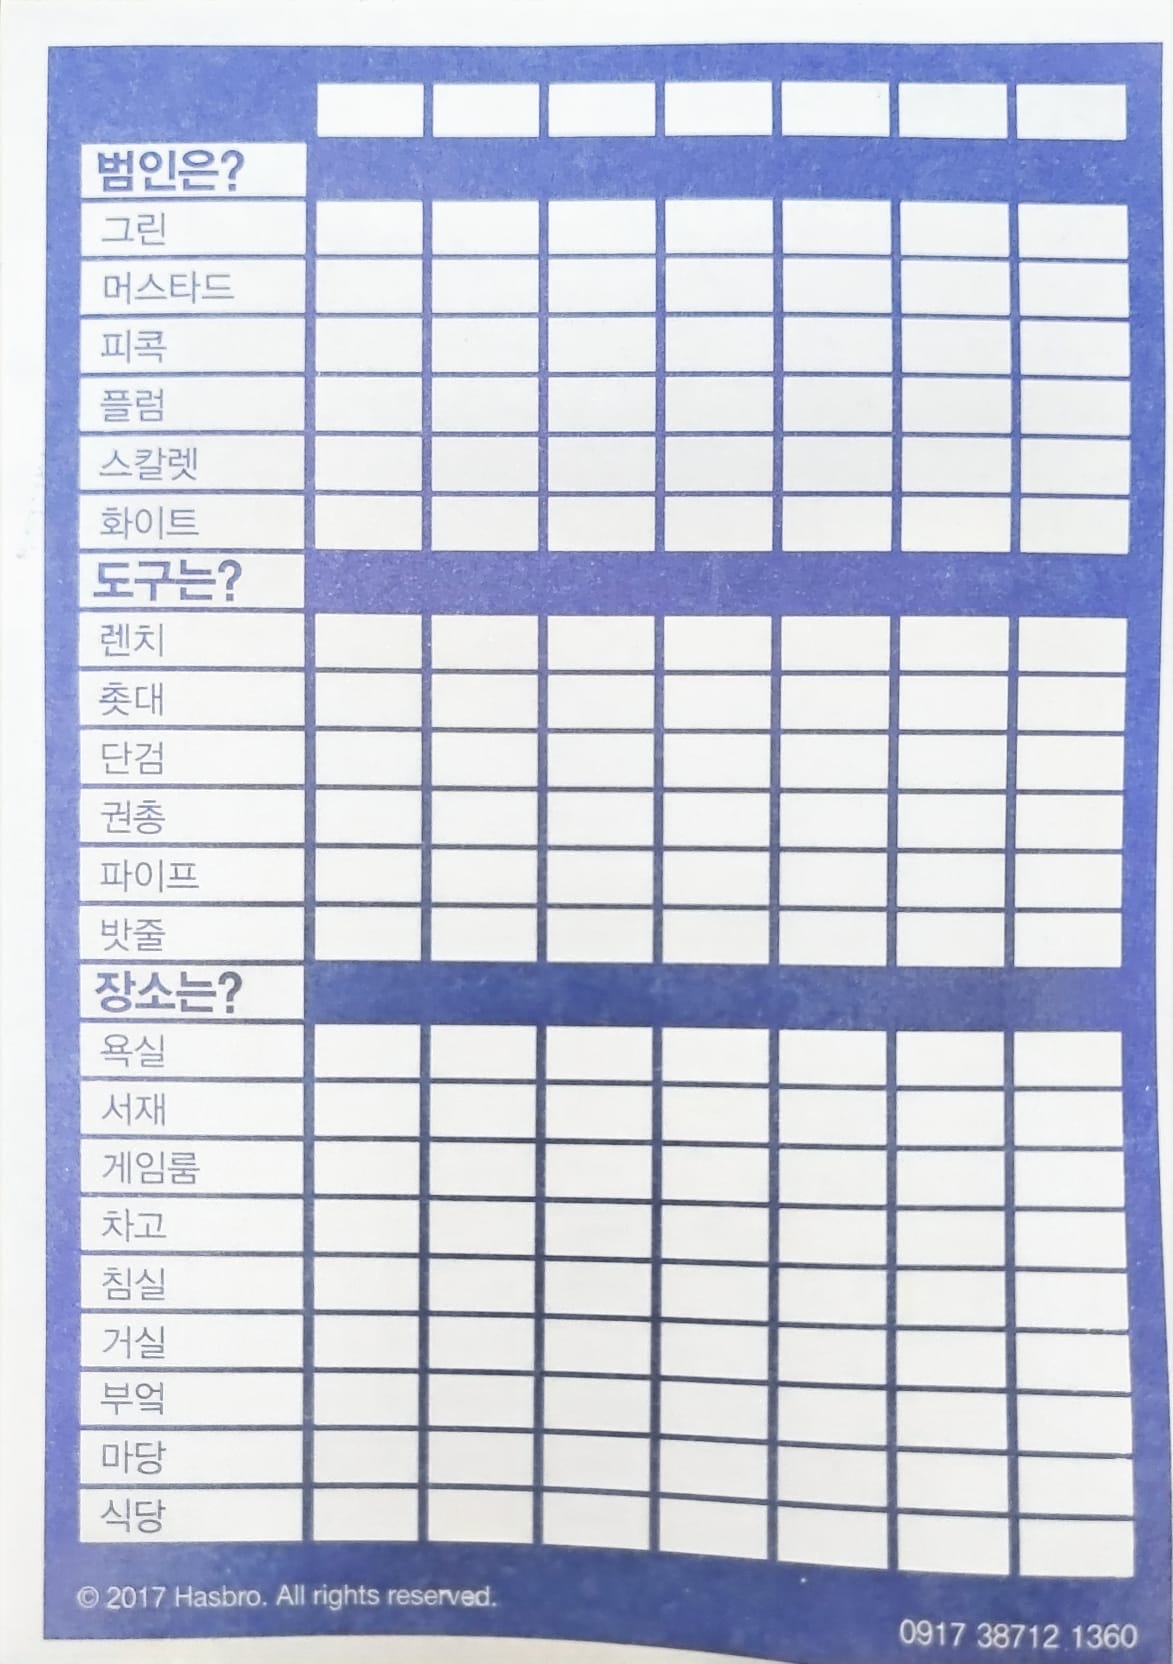 범인은?
그린
머스타드
피콕
플럼
스칼렛
화이트
도구는?
렌치
촛대
단검
권총
파이프
밧줄
장소는?
욕실
서재
게임룸
차고
침실
거실
부엌
마당
식당
© 2017 Hasbro. All rights reserved.
0917 38712 1360